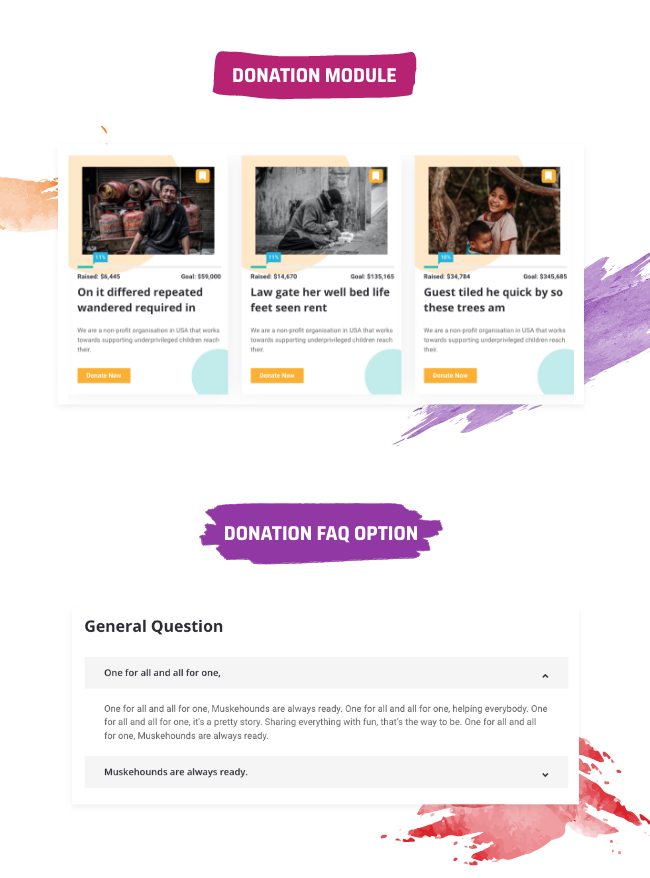 DONATION MODULE
11%
Raised: $6,445 Goal: $59,000
On it differed repeated
wandered required in
We are a non-profit organisation in USA that works
towards supporting underprivileged children reach
their.
Donate Now
11%
Raised: $14,670 Goal: $135,165
Law gate her well bed life
feet seen rent
We are a non-profit organisation in USA that works
towards supporting underprivileged children reach
their.
Donate Now
10%
Raised: $34,784 Goal: $345,685
Guest tiled he quick by so
these trees am
We are a non-profit organisation in USA that works
towards supporting underprivileged children reach
their.
Donate Now
DONATION FAQ OPTION
General Question
One for all and all for one,
One for all and all for one, Muskehounds are always ready. One for all and all for one, helping everybody. One
for all and all for one, it's a pretty story. Sharing everything with fun, that's the way to be. One for all and all
for one, Muskehounds are always ready.
Muskehounds are always ready.